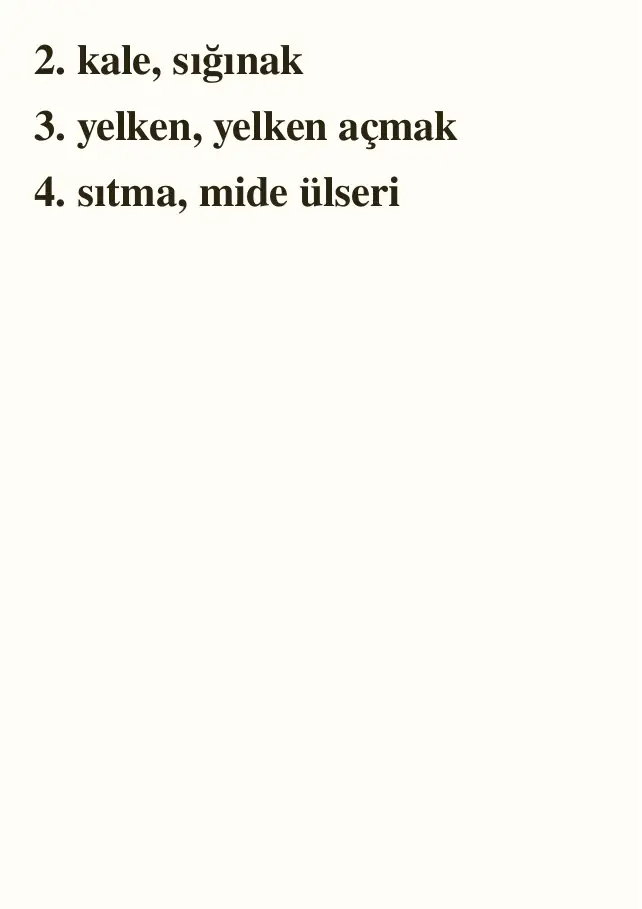 2. kale, sığınak
3. yelken, yelken açmak
4. sıtma, mide ülseri